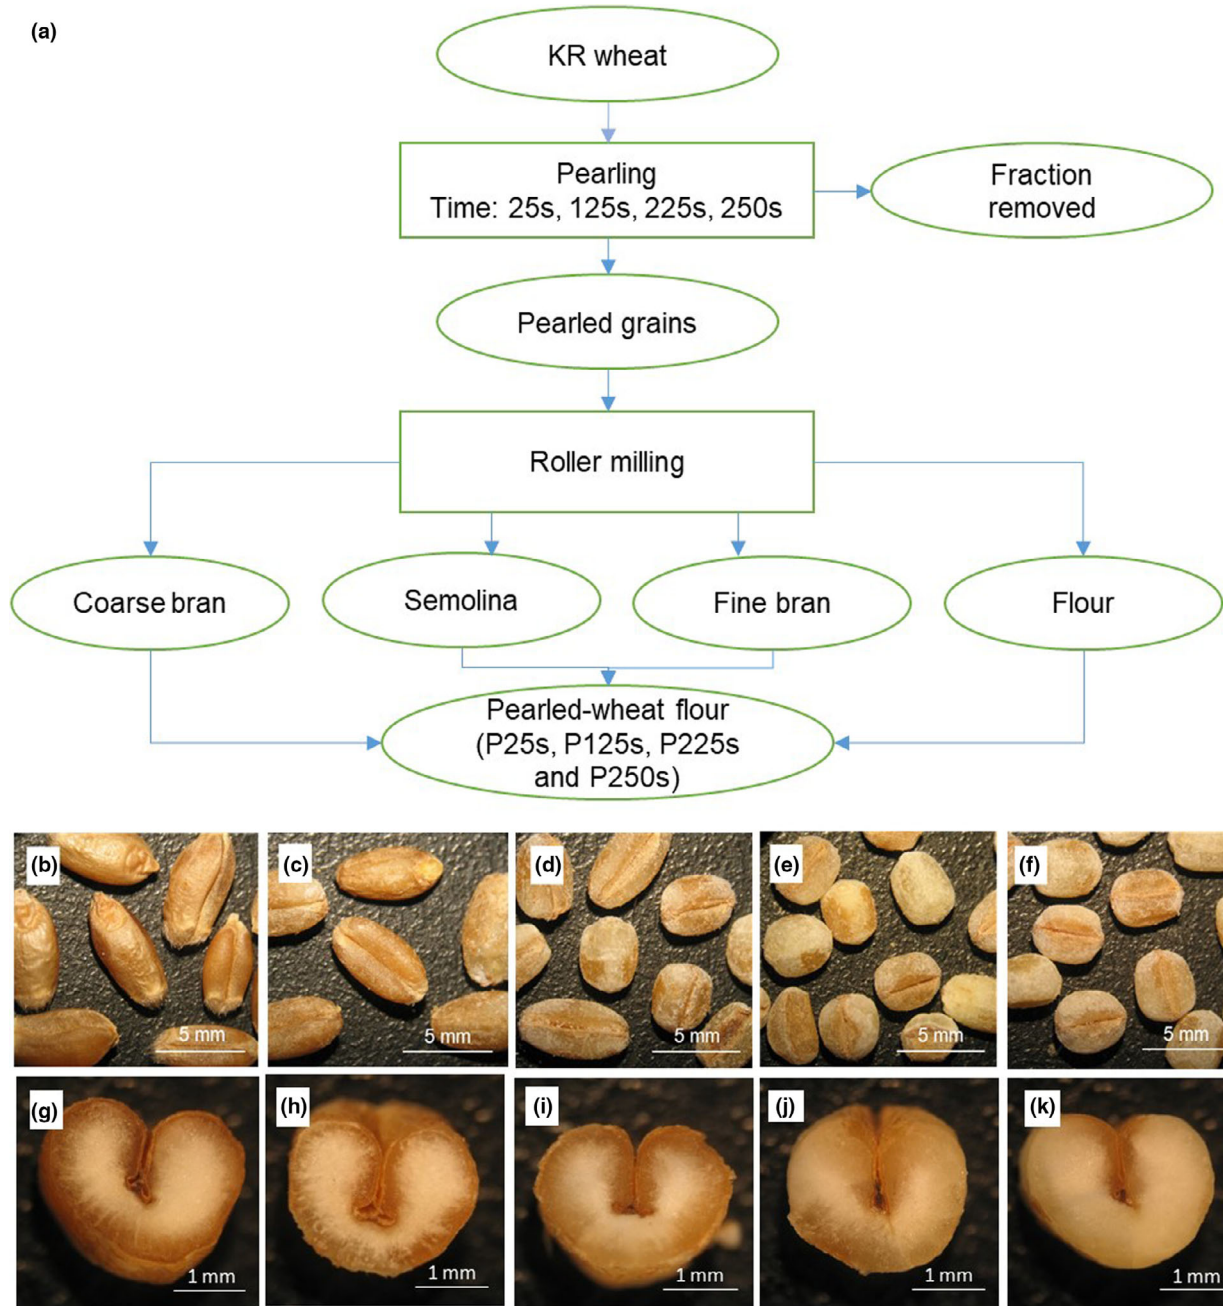 (a)
KR wheat
Pearling
Time: 25s, 125s, 225s, 250s
Fraction
removed
Pearled grains
Roller milling
Coarse bran
Semolina
Fine bran
Flour
Pearled-wheat flour
(P25s, P125s, P225s
and P250s)
(b)
(c)
(d)
(e)
(f)
5 mm
5 mm
5 mm
5 mm
5 mm
(g)
(h)
(i)
(j)
(k)
1 mm
1 mm
1 mm
1 mm
1 mm